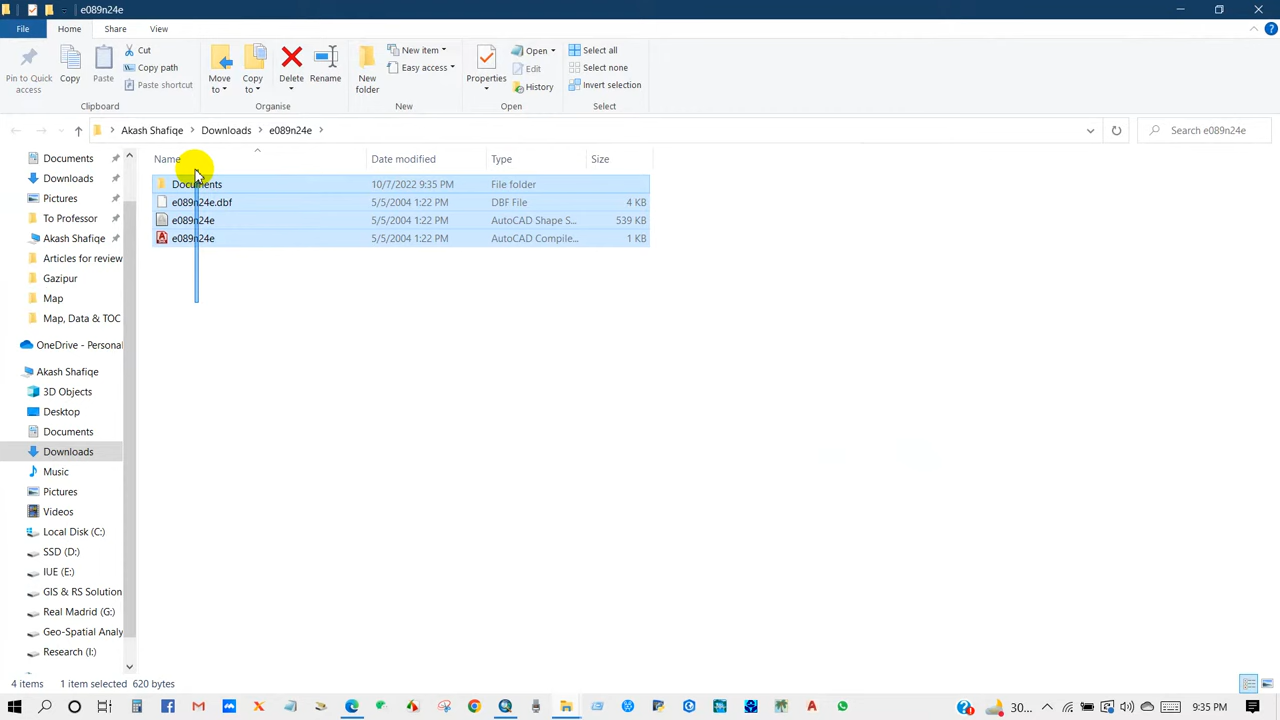 e089n24e
File Home Share View
Pin to Quick access
Copy
Paste
Cut
Copy path
Paste shortcut
Clipboard
Move to
Copy to
Delete
Rename
Organise
New folder
New item
Easy access
New
Properties
Open
Edit
History
Open
Select all
Select none
Invert selection
Select
Akash Shafiqe > Downloads > e089n24e >
Search e089n24e
Documents
Downloads
Pictures
To Professor
Akash Shafiqe
Articles for review
Gazipur
Map
Map, Data & TOC
OneDrive - Personal
Akash Shafiqe
3D Objects
Desktop
Documents
Downloads
Music
Pictures
Videos
Local Disk (C:)
SSD (D:)
IUE (E:)
GIS & RS Solution
Real Madrid (G:)
Geo-Spatial Analy
Research (I:)
Name Date modified Type Size
Documents 10/7/2022 9:35 PM File folder
e089n24e.dbf 5/5/2004 1:22 PM DBF File 4 KB
e089n24e 5/5/2004 1:22 PM AutoCAD Shape S... 539 KB
e089n24e 5/5/2004 1:22 PM AutoCAD Compile... 1 KB
4 items 1 item selected 620 bytes
30... 9:35 PM